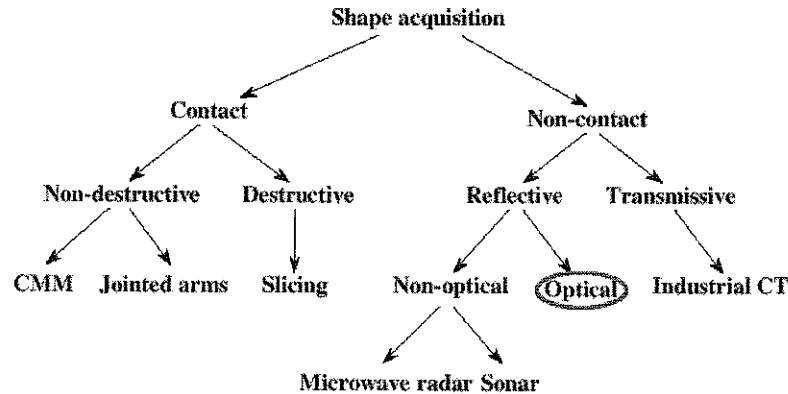 Shape acquisition
Contact
Non-contact
Non-destructive
Destructive
Reflective
Transmissive
CMM
Jointed arms
Slicing
Non-optical
Optical
Industrial CT
Microwave radar
Sonar